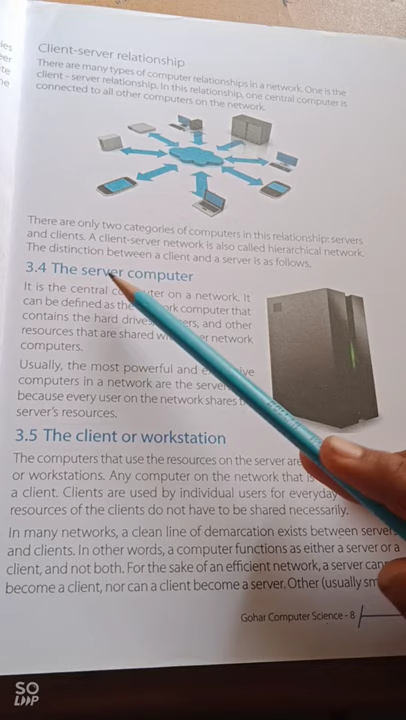 Client-server relationship
There are many types of computer relationships in a network. One is the
client - server relationship. In this relationship, one central computer is
connected to all other computers on the network.
There are only two categories of computers in this relationship: servers
and clients. A client-server network is also called hierarchical network.
The distinction between a client and a server is as follows.
3.4 The server computer
It is the central on a network. It
can be defined as the computer that
contains the hard and other
resources that are shared network
computers.
Usually, the most powerful and
computers in a network are the
because every user on the network shares
server's resources.
3.5 The client or workstation
The computers that use the resources on the server are
or workstations. Any computer on the network that
a client. Clients are used by individual users for everyday
resources of the clients do not have to be shared necessarily.
In many networks, a clean line of demarcation exists between
and clients. In other words, a computer functions as either a server or a
client, and not both. For the sake of an efficient network, a server
become a client, nor can a client become a server. Other (usually
Gohar Computer Science - 8
SO
LOOP